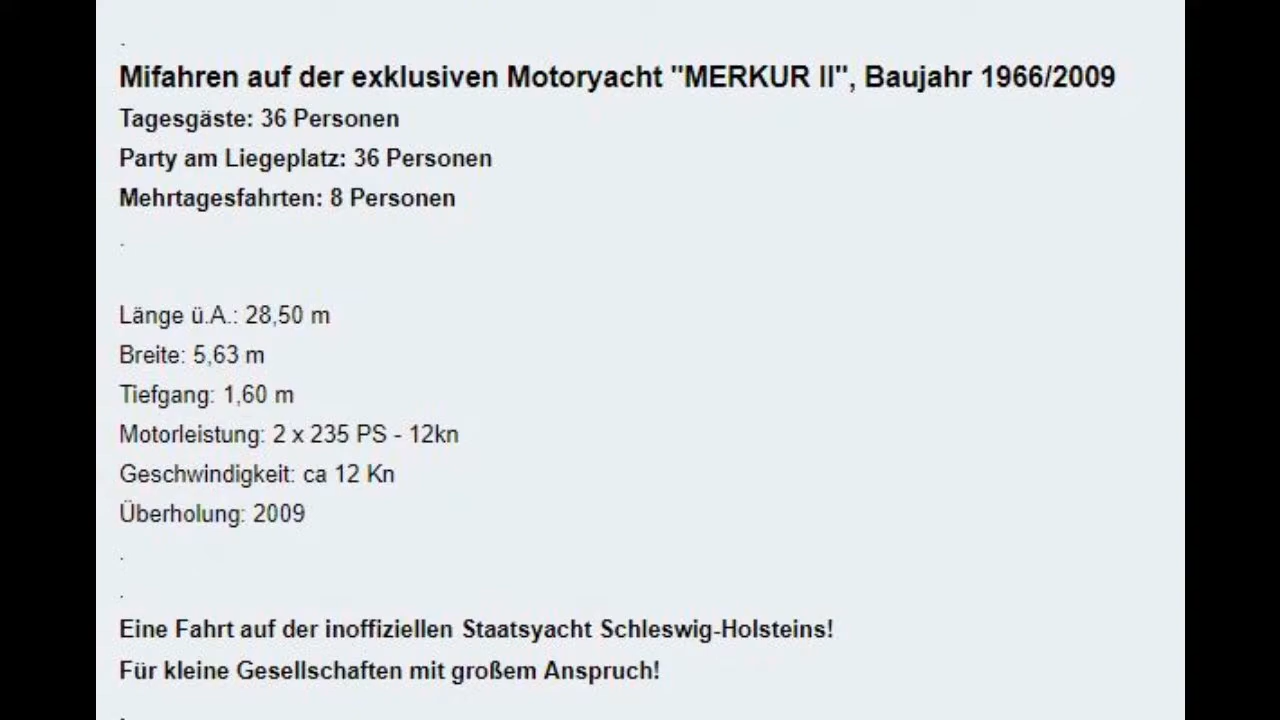 .
Mifahren auf der exklusiven Motoryacht "MERKUR II", Baujahr 1966/2009
Tagesgäste: 36 Personen
Party am Liegeplatz: 36 Personen
Mehrtagesfahrten: 8 Personen
.
Länge ü.A.: 28,50 m
Breite: 5,63 m
Tiefgang: 1,60 m
Motorleistung: 2 x 235 PS - 12kn
Geschwindigkeit: ca 12 Kn
Überholung: 2009
.
.
Eine Fahrt auf der inoffiziellen Staatsyacht Schleswig-Holsteins!
Für kleine Gesellschaften mit großem Anspruch!
.